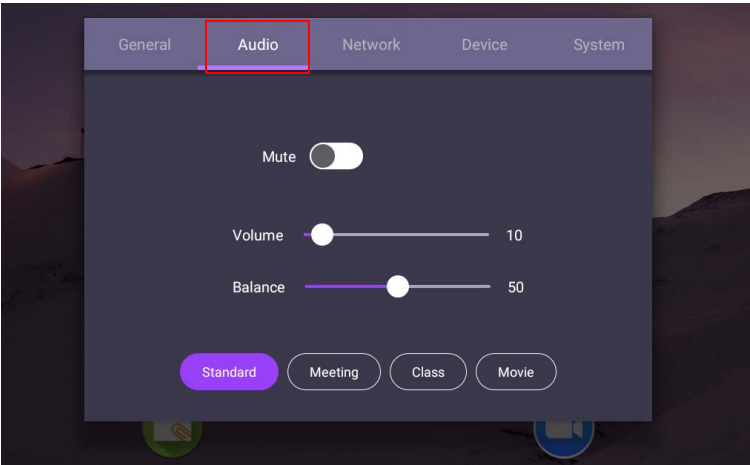 General Audio Network Device System
Mute
Volume 10
Balance 50
Standard Meeting Class Movie